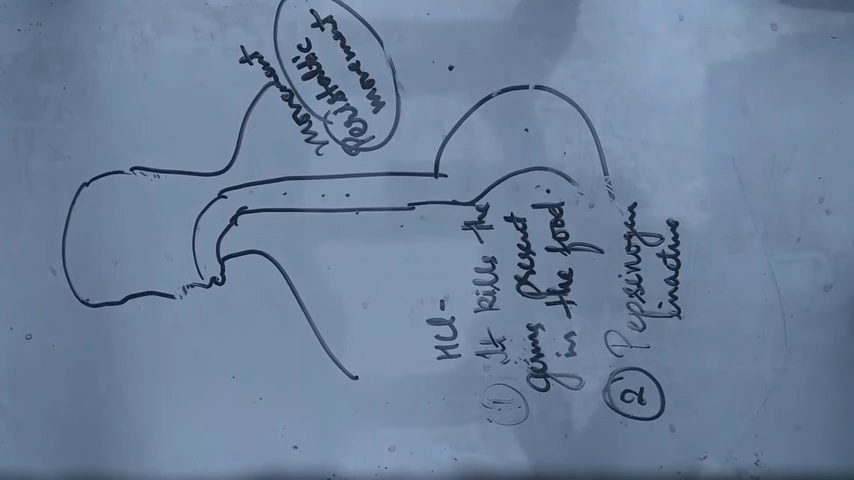 movement
Peristaltic
movement
HCl-
① It kills the
germs present
in the food.
② Pepsinogen
inactive